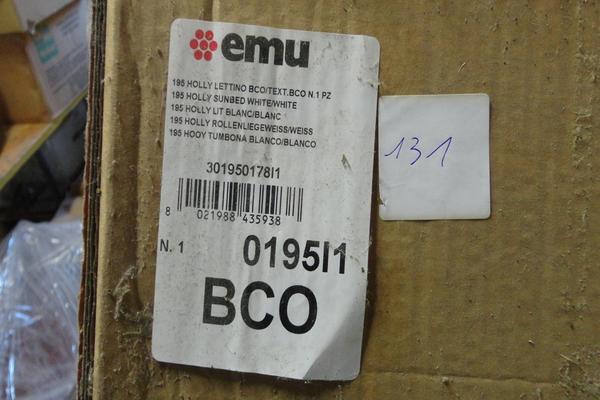 emu
195 HOLLY LETTINO BCO/TEXT.BCO N.1 PZ
195 HOLLY SUNBED WHITE/WHITE
195 HOLLY LIT BLANC/BLANC
195 HOLLY ROLLENLIEGEWEISS/WEISS
195 HOOY TUMBONA BLANCO/BLANCO
301950178I1
8 021988 435938
N. 1 0195I1
BCO
131